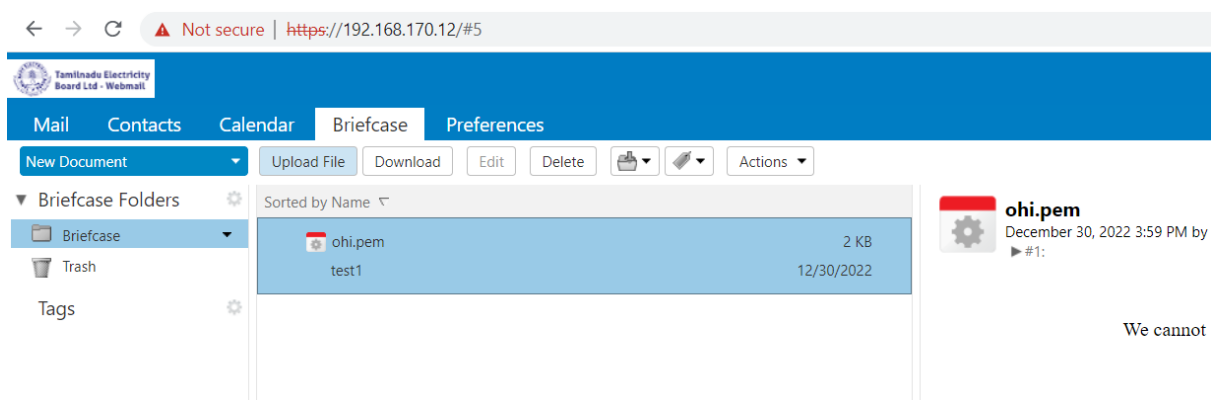 Not secure | https://192.168.170.12/#5
Tamilnadu Electricity
Board Ltd - Webmail
Mail Contacts Calendar Briefcase Preferences
New Document Upload File Download Edit Delete Actions
Briefcase Folders
Sorted by Name
Briefcase
Trash
Tags
ohi.pem 2 KB
test1 12/30/2022
ohi.pem
December 30, 2022 3:59 PM by
#1:
We cannot